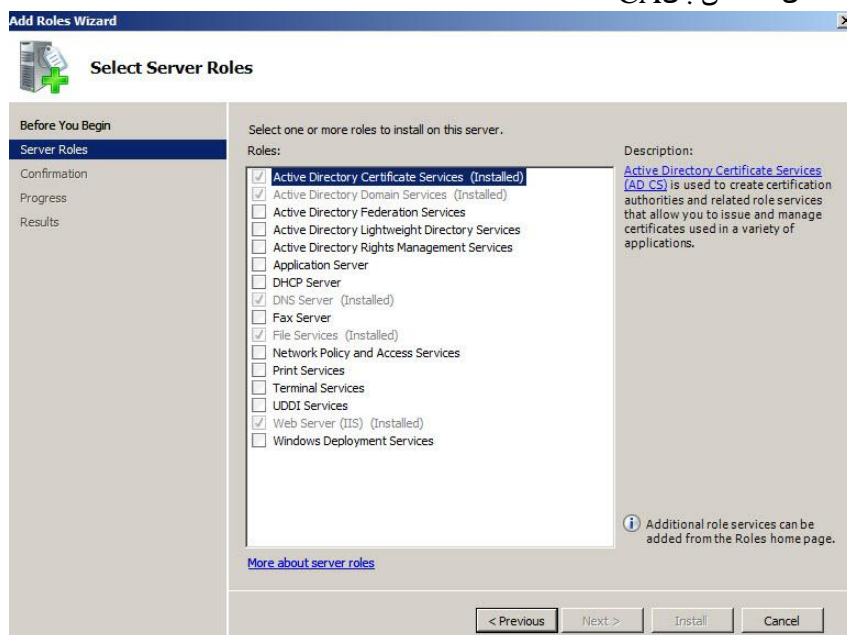 CAS
Add Roles Wizard
Select Server Roles
Before You Begin
Server Roles
Confirmation
Progress
Results
Select one or more roles to install on this server.
Roles:
Active Directory Certificate Services (Installed)
Active Directory Domain Services (Installed)
Active Directory Federation Services
Active Directory Lightweight Directory Services
Active Directory Rights Management Services
Application Server
DHCP Server
DNS Server (Installed)
Fax Server
File Services (Installed)
Network Policy and Access Services
Print Services
Terminal Services
UDDI Services
Web Server (IIS) (Installed)
Windows Deployment Services
More about server roles
Description:
Active Directory Certificate Services
(AD CS) is used to create certification
authorities and related role services
that allow you to issue and manage
certificates used in a variety of
applications.
Additional role services can be
added from the Roles home page.
< Previous
Next >
Install
Cancel